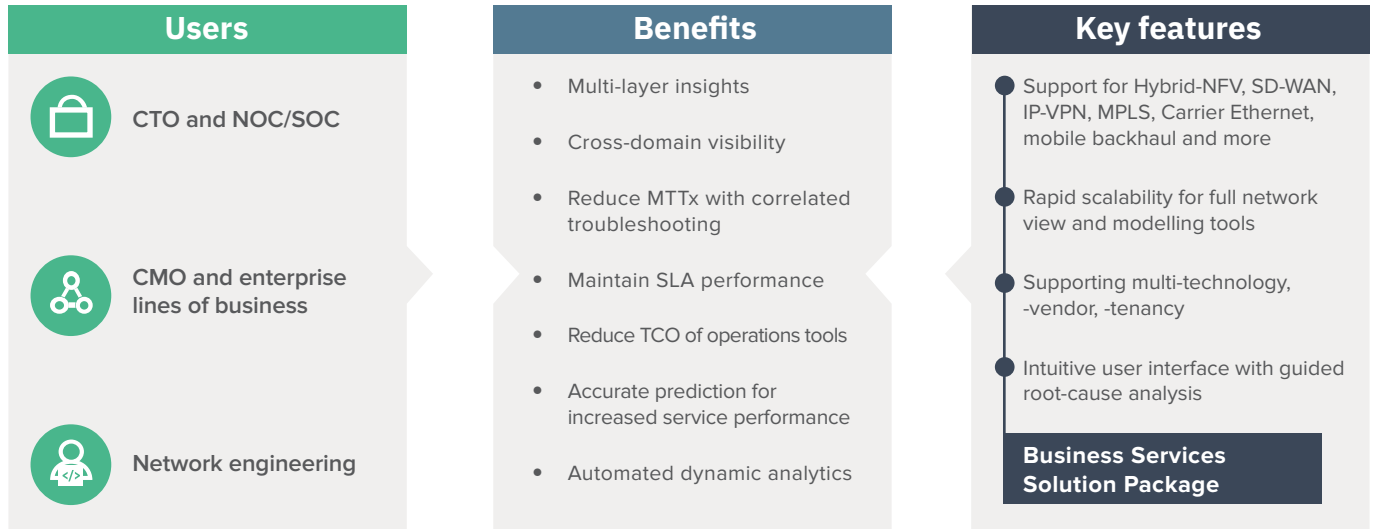 Users
CTO and NOC/SOC
CMO and enterprise
lines of business
</>
Network engineering
Benefits
• Multi-layer insights
• Cross-domain visibility
• Reduce MTTx with correlated
troubleshooting
• Maintain SLA performance
• Reduce TCO of operations tools
• Accurate prediction for
increased service performance
• Automated dynamic analytics
Key features
Support for Hybrid-NFV, SD-WAN,
IP-VPN, MPLS, Carrier Ethernet,
mobile backhaul and more
Rapid scalability for full network
view and modelling tools
Supporting multi-technology,
-vendor, -tenancy
Intuitive user interface with guided
root-cause analysis
Business Services
Solution Package